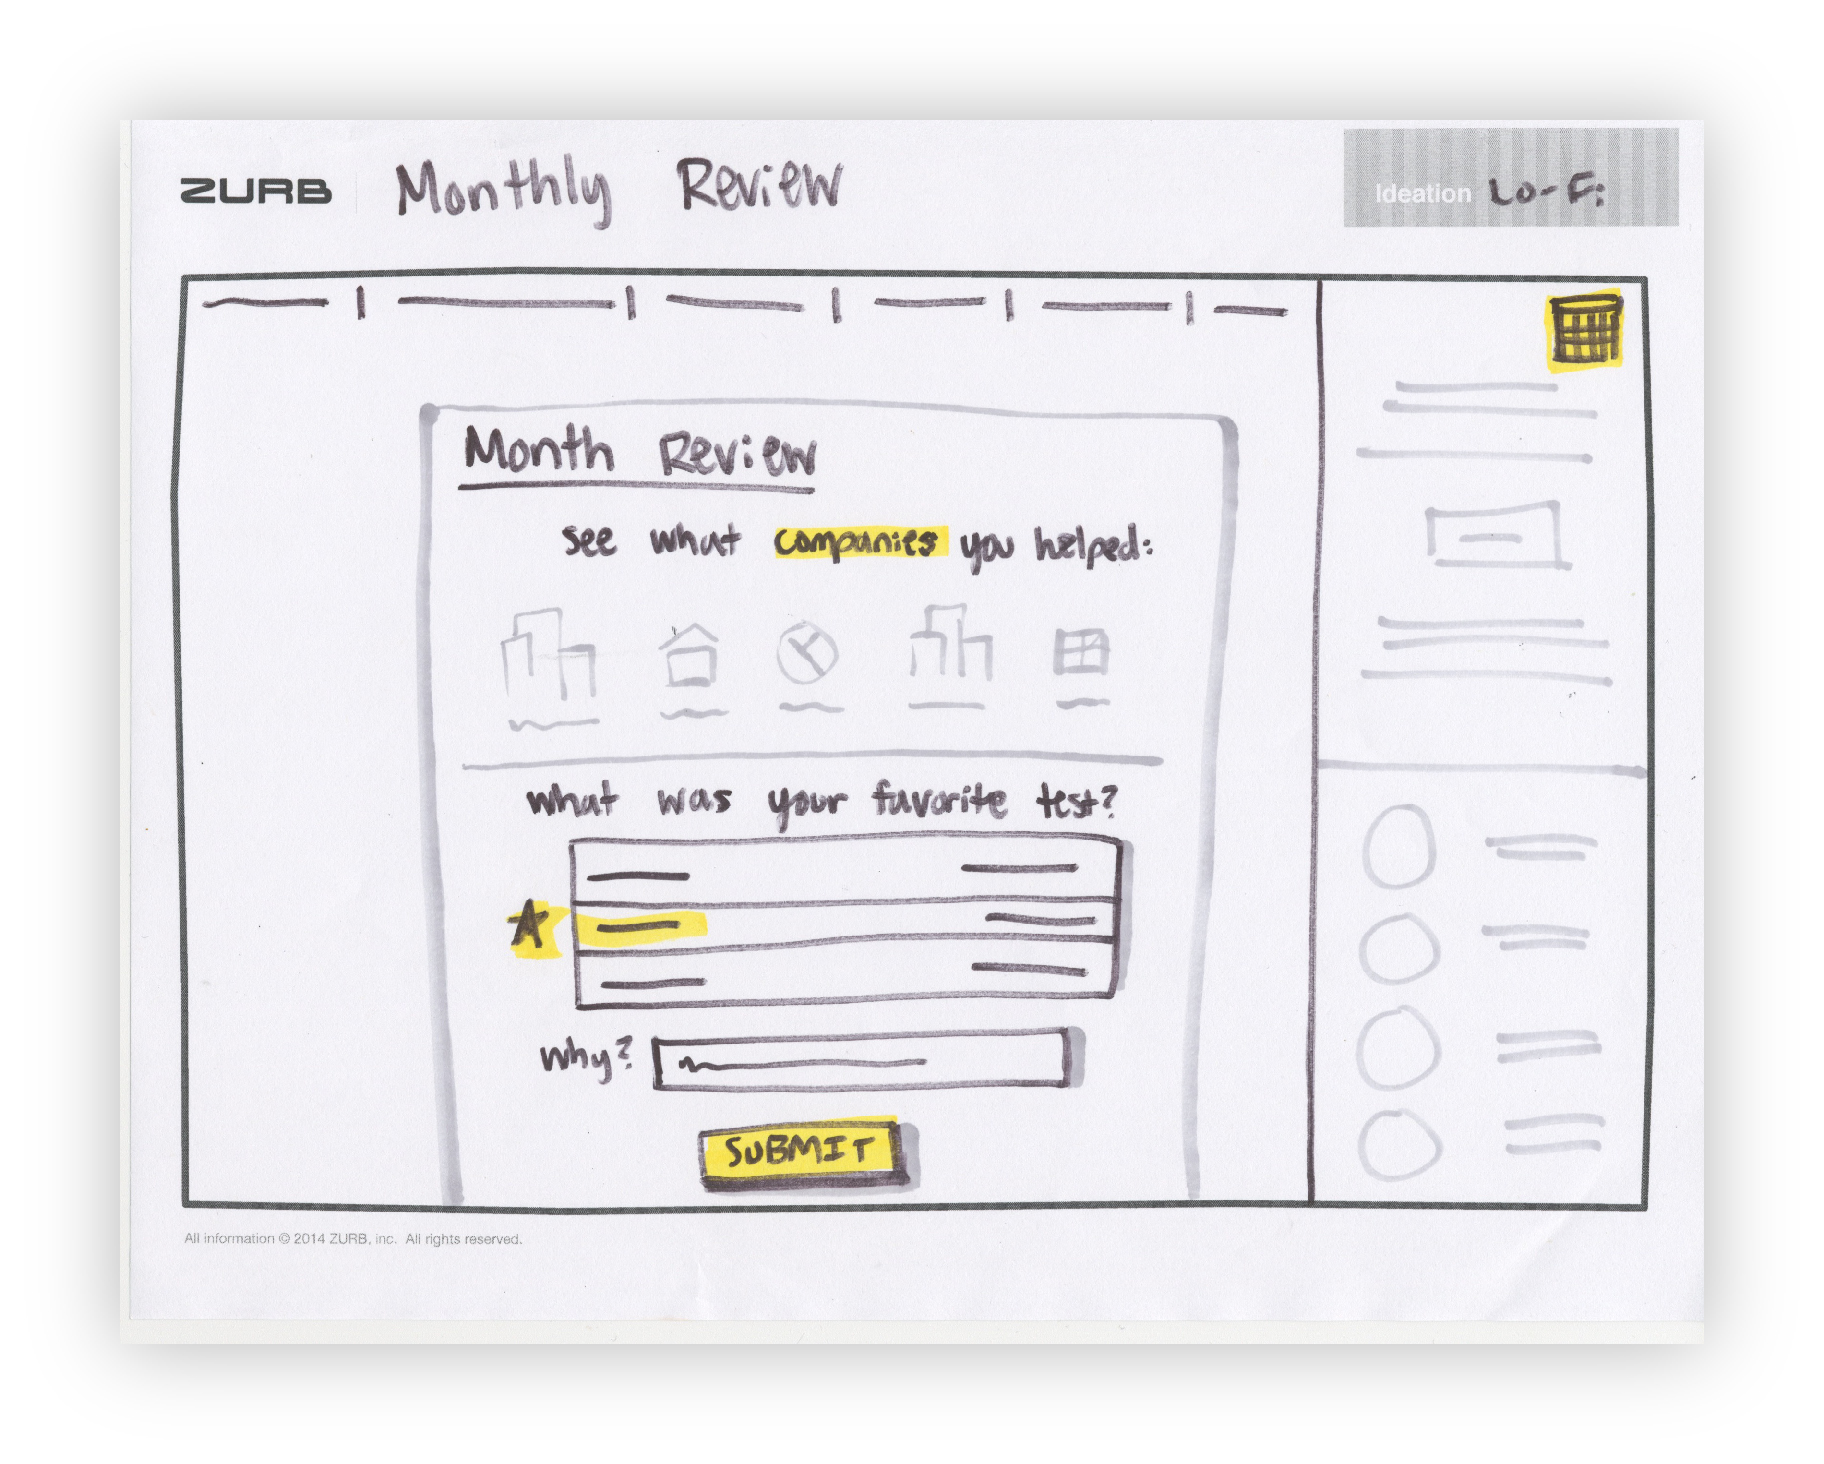 ZURB Monthly Review
Ideation Lo-Fi
Month Review
see what companies you helped:
what was your favorite test?
why?
SUBMIT
All information © 2014 ZURB, inc. All rights reserved.